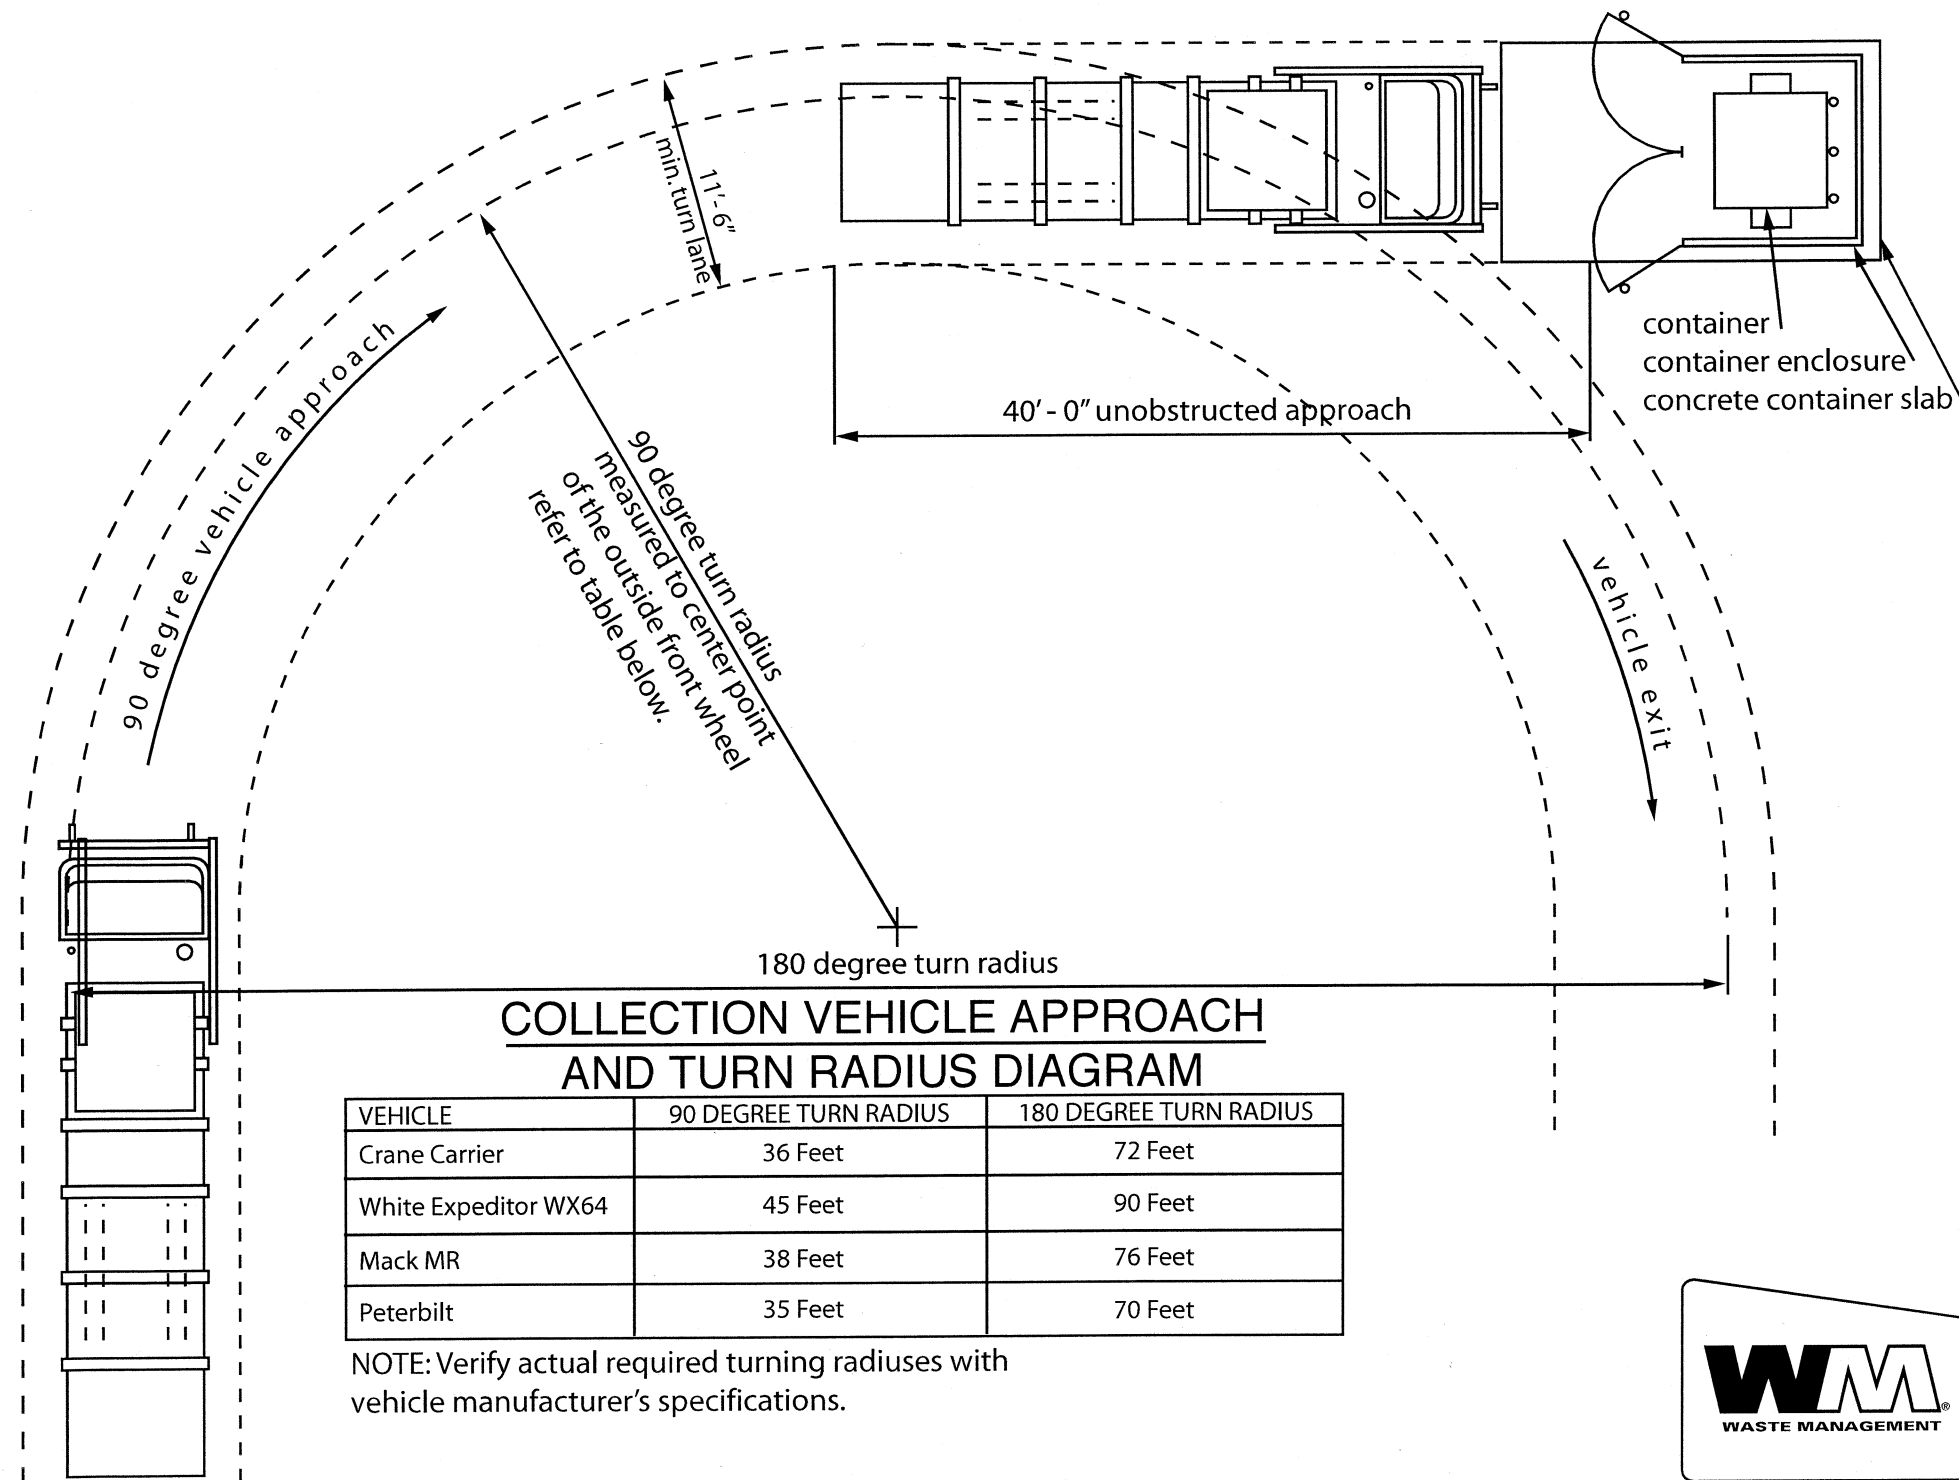 11'- 6"
min. turn lane
container
container enclosure
concrete container slab
40' - 0" unobstructed approach
90 degree vehicle approach
90 degree turn radius
measured to center point
of the outside front wheel
refer to table below.
vehicle exit
180 degree turn radius
COLLECTION VEHICLE APPROACH
AND TURN RADIUS DIAGRAM
VEHICLE 90 DEGREE TURN RADIUS 180 DEGREE TURN RADIUS
Crane Carrier 36 Feet 72 Feet
White Expeditor WX64 45 Feet 90 Feet
Mack MR 38 Feet 76 Feet
Peterbilt 35 Feet 70 Feet
NOTE: Verify actual required turning radiuses with
vehicle manufacturer's specifications.
WM®
WASTE MANAGEMENT